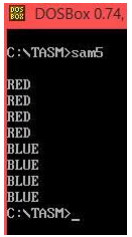 DOSBox 0.74,
C:\TASM>sam5
RED
RED
RED
RED
BLUE
BLUE
BLUE
BLUE
C:\TASM>_